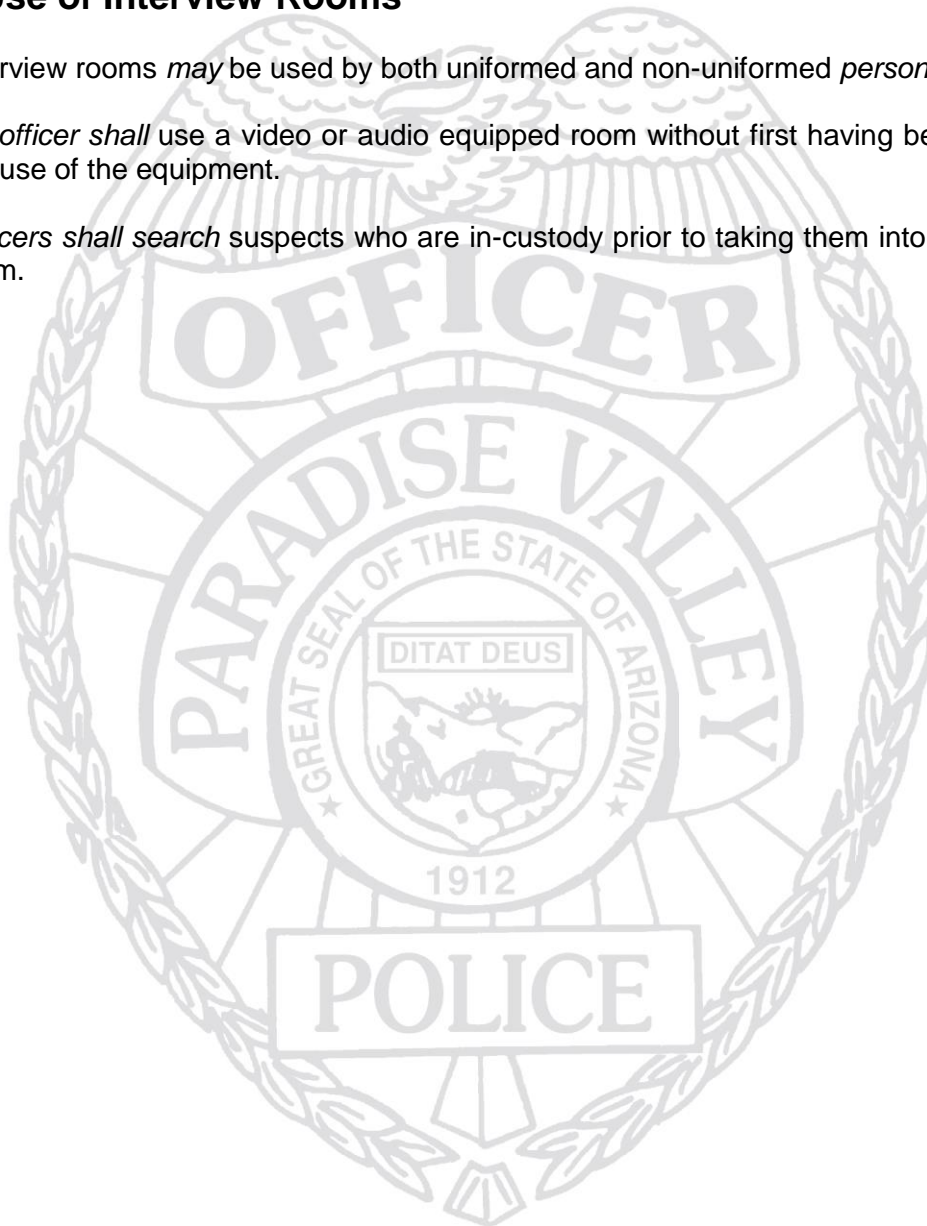 se of Interview Rooms
rview rooms may be used by both uniformed and non-uniformed person
officer shall use a video or audio equipped room without first having be
use of the equipment.
cers shall search suspects who are in-custody prior to taking them into
m.
OFFICER
PARADISE VALLEY
GREAT SEAL OF THE STATE OF ARIZONA
DITAT DEUS
1912
POLICE